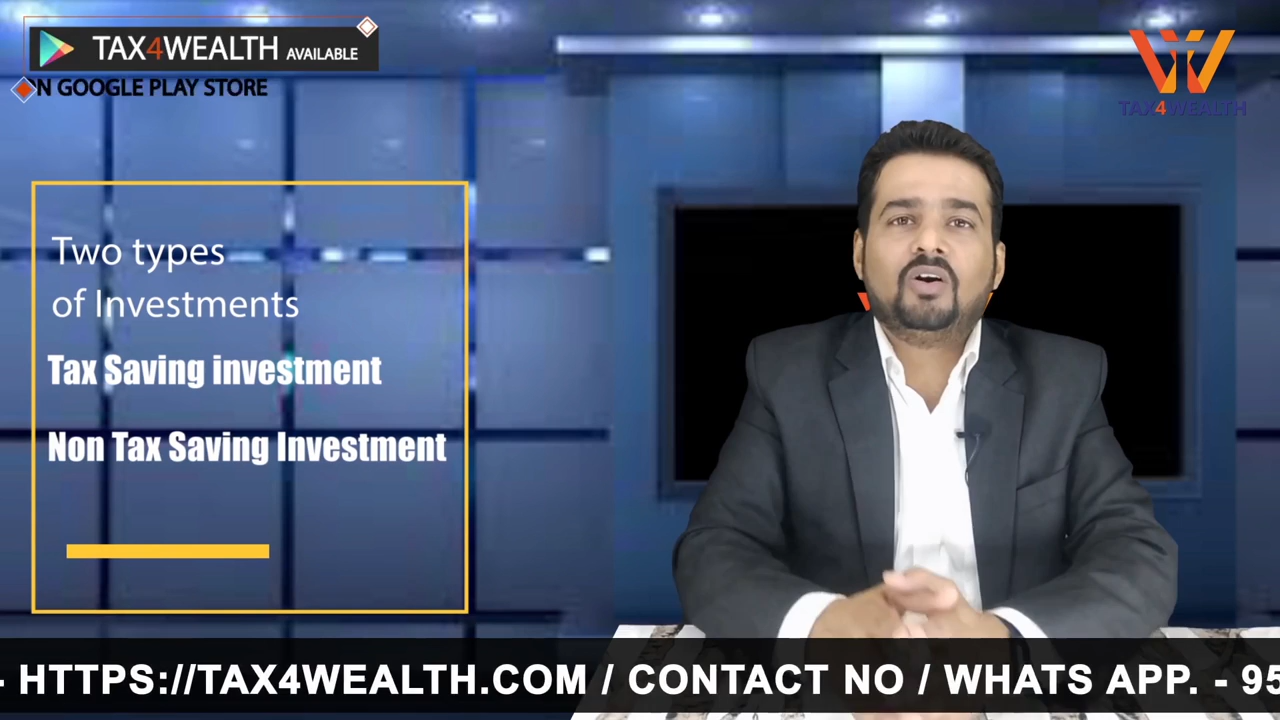 TAX4WEALTH AVAILABLE
N GOOGLE PLAY STORE
TAX4WEALTH
Two types
of Investments
Tax Saving investment
Non Tax Saving Investment
- HTTPS://TAX4WEALTH.COM / CONTACT NO / WHATS APP. - 95